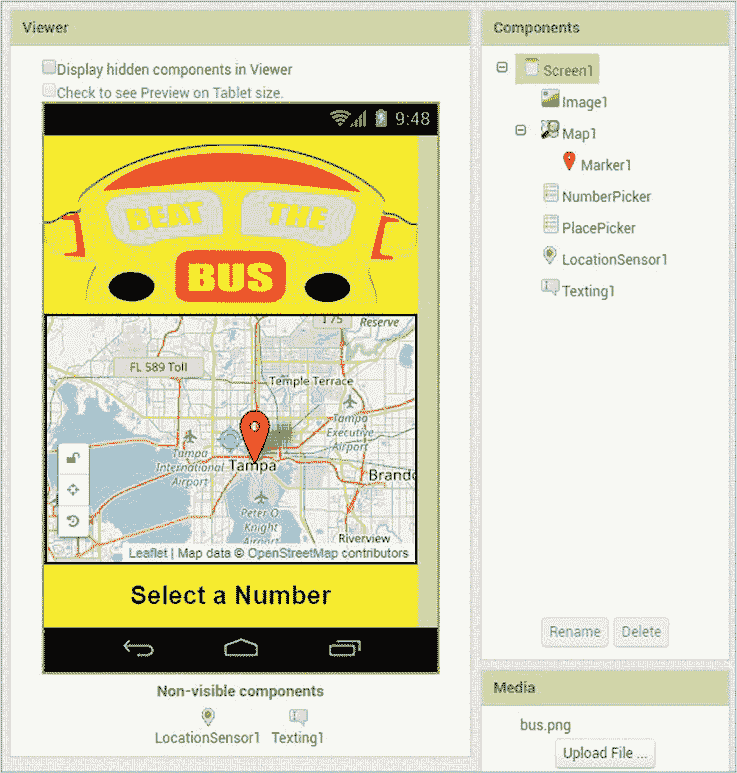 Viewer
Display hidden components in Viewer
Check to see Preview on Tablet size.
9:48
BEAT THE
BUS
I 75
Reserve
FL 589 Toll
Temple Terrace
Tampa
Executive
Airport
Tampa
International
Airport
Tampa
Brando
Peter O
Knight
Airport
Riverview
Leaflet | Map data © OpenStreetMap contributors
Select a Number
Non-visible components
LocationSensor1 Texting1
Components
Screen1
Image1
Map1
Marker1
NumberPicker
PlacePicker
LocationSensor1
Texting1
Rename Delete
Media
bus.png
Upload File ...